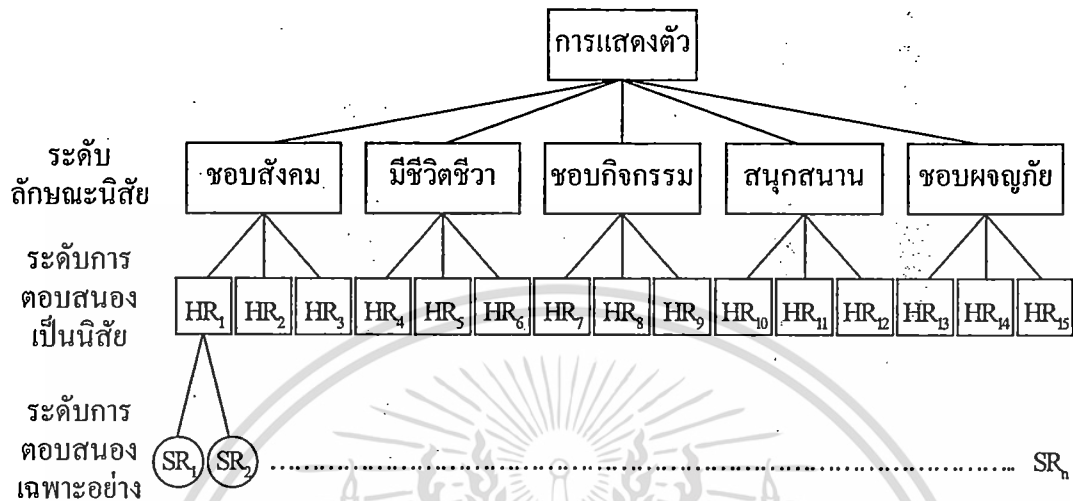 การแสดงตัว
ระดับ
ลักษณะนิสัย
ชอบสังคม มีชีวิตชีวา ชอบกิจกรรม สนุกสนาน ชอบผจญภัย
ระดับการ
ตอบสนอง
เป็นนิสัย
HR₁ HR₂ HR₃ HR₄ HR₅ HR₆ HR₇ HR₈ HR₉ HR₁₀ HR₁₁ HR₁₂ HR₁₃ HR₁₄ HR₁₅
ระดับการ
ตอบสนอง
เฉพาะอย่าง
SR₁ SR₂ ........................................................ SRₙ